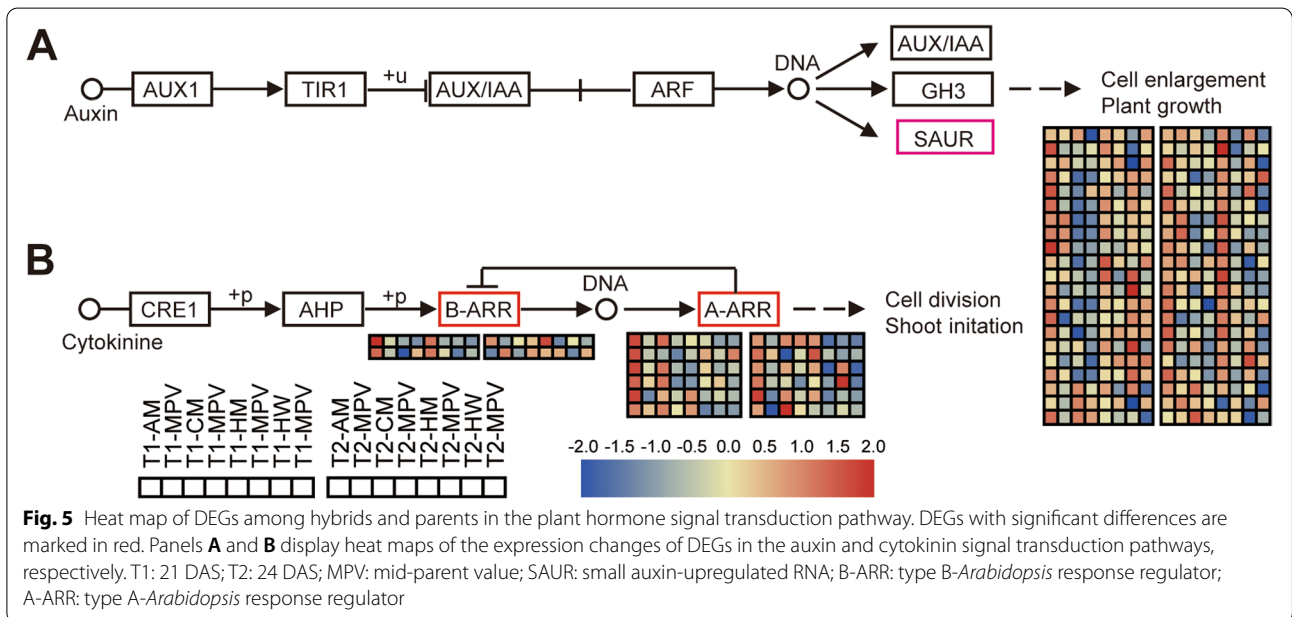 A
Auxin
AUX1
TIR1
+u
AUX/IAA
ARF
DNA
AUX/IAA
GH3
SAUR
Cell enlargement
Plant growth
B
Cytokinine
CRE1
+p
AHP
+p
B-ARR
DNA
A-ARR
Cell division
Shoot initation
T1-AM
T1-MPV
T1-CM
T1-MPV
T1-HM
T1-MPV
T1-HW
T1-MPV
T2-AM
T2-MPV
T2-CM
T2-MPV
T2-HM
T2-MPV
T2-HW
T2-MPV
-2.0 -1.5 -1.0 -0.5 0.0 0.5 1.0 1.5 2.0
Fig. 5 Heat map of DEGs among hybrids and parents in the plant hormone signal transduction pathway. DEGs with significant differences are
marked in red. Panels A and B display heat maps of the expression changes of DEGs in the auxin and cytokinin signal transduction pathways,
respectively. T1: 21 DAS; T2: 24 DAS; MPV: mid-parent value; SAUR: small auxin-upregulated RNA; B-ARR: type B-Arabidopsis response regulator;
A-ARR: type A-Arabidopsis response regulator